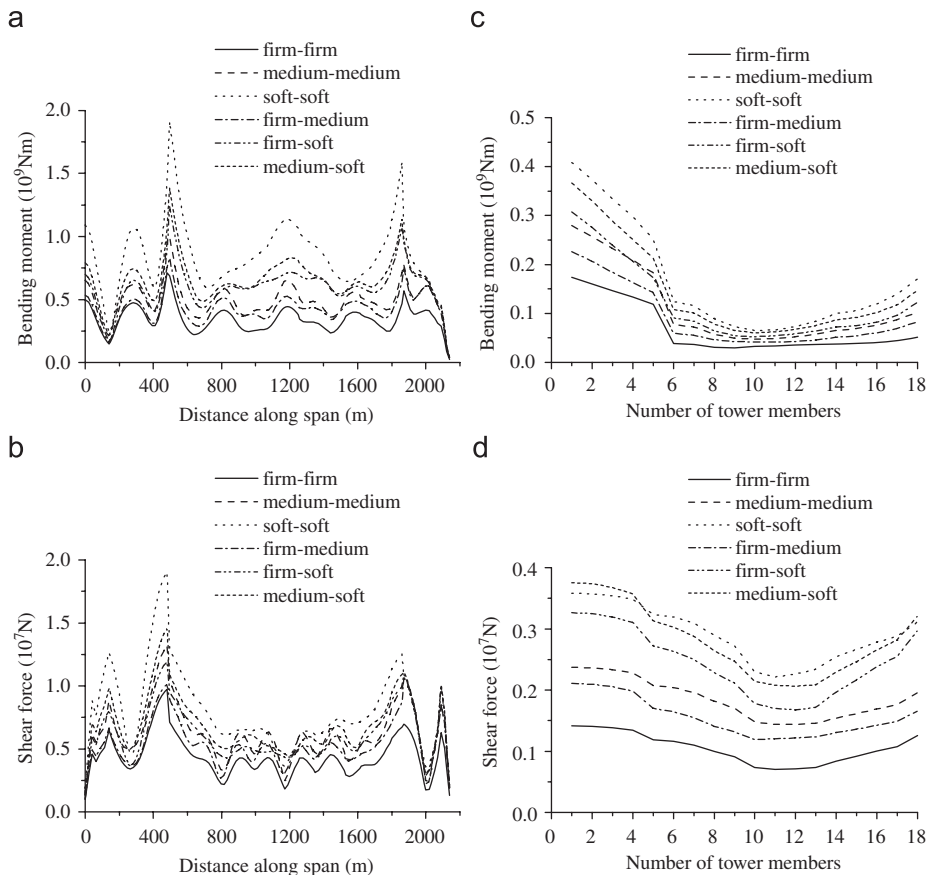 a
firm-firm
medium-medium
soft-soft
firm-medium
firm-soft
medium-soft
2.0
1.5
1.0
0.5
0.0
Bending moment (10⁹Nm)
0 400 800 1200 1600 2000
Distance along span (m)
c
firm-firm
medium-medium
soft-soft
firm-medium
firm-soft
medium-soft
0.5
0.4
0.3
0.2
0.1
0.0
Bending moment (10⁹Nm)
0 2 4 6 8 10 12 14 16 18
Number of tower members
b
firm-firm
medium-medium
soft-soft
firm-medium
firm-soft
medium-soft
2.0
1.5
1.0
0.5
0.0
Shear force (10⁷N)
0 400 800 1200 1600 2000
Distance along span (m)
d
firm-firm
medium-medium
soft-soft
firm-medium
firm-soft
medium-soft
0.4
0.3
0.2
0.1
0.0
Shear force (10⁷N)
0 2 4 6 8 10 12 14 16 18
Number of tower members